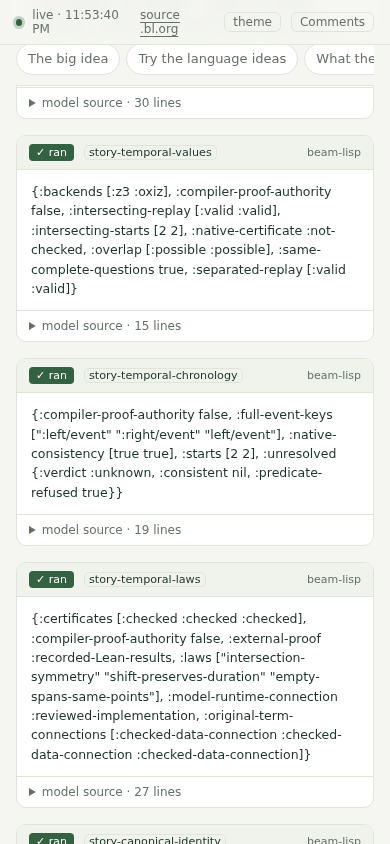 live · 11:53:40 PM
source .bl.org
theme
Comments
The big idea
Try the language ideas
What the
▶ model source · 30 lines
✓ ran story-temporal-values beam-lisp
{:backends [:z3 :oxiz], :compiler-proof-authority
false, :intersecting-replay [:valid :valid],
:intersecting-starts [2 2], :native-certificate :not-
checked, :overlap [:possible :possible], :same-
complete-questions true, :separated-replay [:valid
:valid]}
▶ model source · 15 lines
✓ ran story-temporal-chronology beam-lisp
{:compiler-proof-authority false, :full-event-keys
[":left/event" ":right/event" "left/event"], :native-
consistency [true true], :starts [2 2], :unresolved
{:verdict :unknown, :consistent nil, :predicate-
refused true}}
▶ model source · 19 lines
✓ ran story-temporal-laws beam-lisp
{:certificates [:checked :checked :checked],
:compiler-proof-authority false, :external-proof
:recorded-Lean-results, :laws ["intersection-
symmetry" "shift-preserves-duration" "empty-
spans-same-points"], :model-runtime-connection
:reviewed-implementation, :original-term-
connections [:checked-data-connection :checked-
data-connection :checked-data-connection]}
▶ model source · 27 lines
✓ ran story-canonical-identity beam-lisp